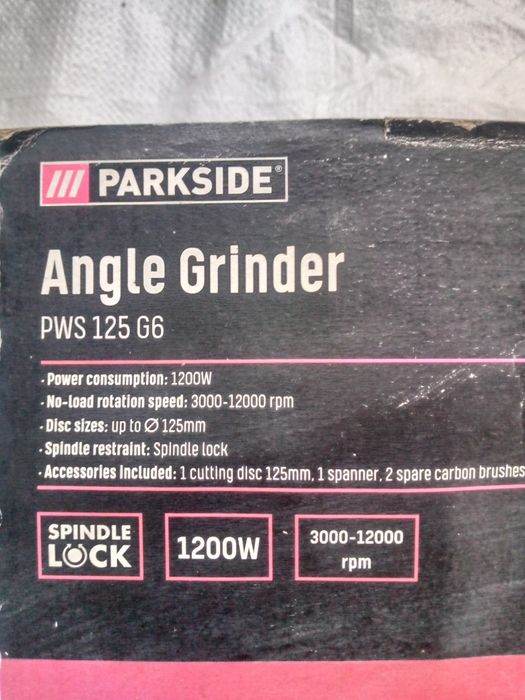 /// PARKSIDE®
Angle Grinder
PWS 125 G6
· Power consumption: 1200W
· No-load rotation speed: 3000-12000 rpm
· Disc sizes: up to Ø 125mm
· Spindle restraint: Spindle lock
· Accessories included: 1 cutting disc 125mm, 1 spanner, 2 spare carbon brushes
SPINDLE
LOCK
1200W
3000-12000
rpm